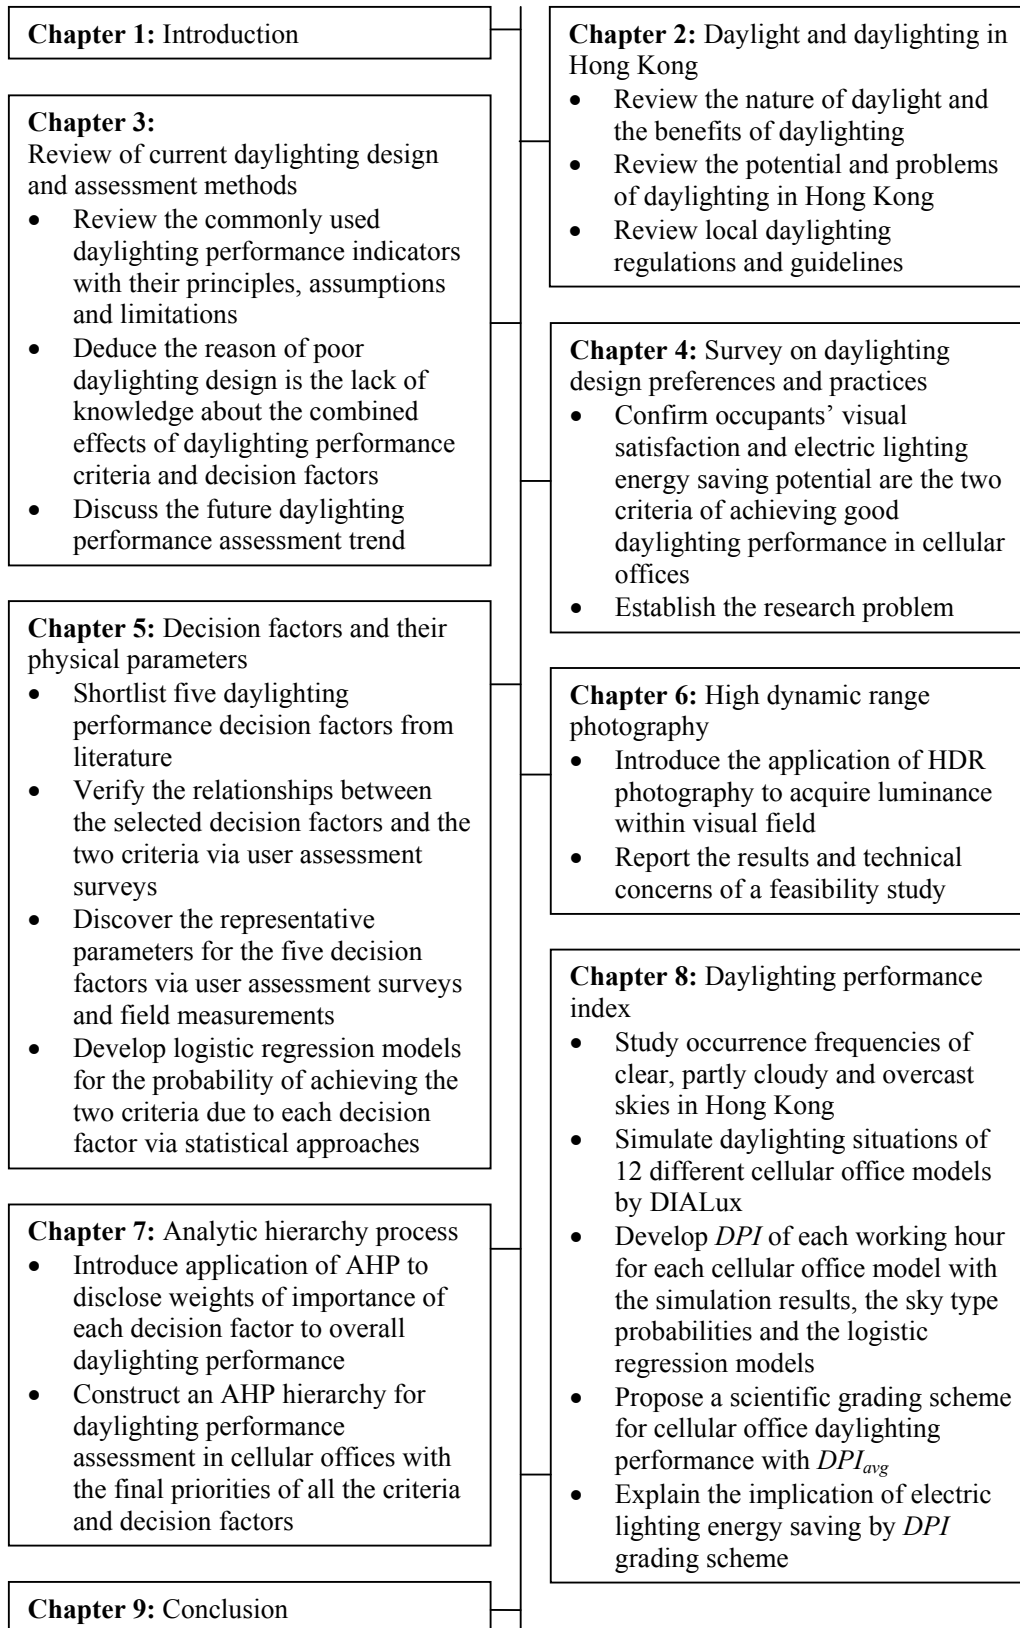 Chapter 1: Introduction
Chapter 2: Daylight and daylighting in
Hong Kong
• Review the nature of daylight and
the benefits of daylighting
• Review the potential and problems
of daylighting in Hong Kong
• Review local daylighting
regulations and guidelines
Chapter 3:
Review of current daylighting design
and assessment methods
• Review the commonly used
daylighting performance indicators
with their principles, assumptions
and limitations
• Deduce the reason of poor
daylighting design is the lack of
knowledge about the combined
effects of daylighting performance
criteria and decision factors
• Discuss the future daylighting
performance assessment trend
Chapter 4: Survey on daylighting
design preferences and practices
• Confirm occupants’ visual
satisfaction and electric lighting
energy saving potential are the two
criteria of achieving good
daylighting performance in cellular
offices
• Establish the research problem
Chapter 5: Decision factors and their
physical parameters
• Shortlist five daylighting
performance decision factors from
literature
• Verify the relationships between
the selected decision factors and the
two criteria via user assessment
surveys
• Discover the representative
parameters for the five decision
factors via user assessment surveys
and field measurements
• Develop logistic regression models
for the probability of achieving the
two criteria due to each decision
factor via statistical approaches
Chapter 6: High dynamic range
photography
• Introduce the application of HDR
photography to acquire luminance
within visual field
• Report the results and technical
concerns of a feasibility study
Chapter 7: Analytic hierarchy process
• Introduce application of AHP to
disclose weights of importance of
each decision factor to overall
daylighting performance
• Construct an AHP hierarchy for
daylighting performance
assessment in cellular offices with
the final priorities of all the criteria
and decision factors
Chapter 8: Daylighting performance
index
• Study occurrence frequencies of
clear, partly cloudy and overcast
skies in Hong Kong
• Simulate daylighting situations of
12 different cellular office models
by DIALux
• Develop DPI of each working hour
for each cellular office model with
the simulation results, the sky type
probabilities and the logistic
regression models
• Propose a scientific grading scheme
for cellular office daylighting
performance with DPIavg
• Explain the implication of electric
lighting energy saving by DPI
grading scheme
Chapter 9: Conclusion